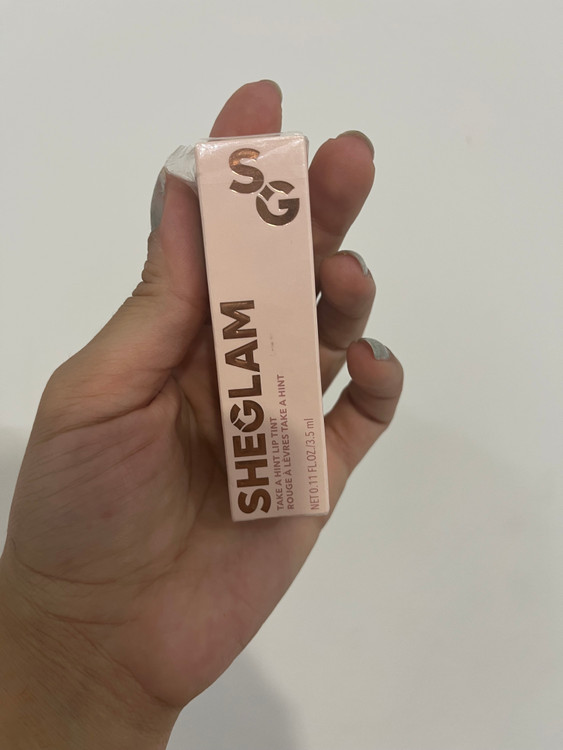 SG
SHEGLAM
TAKE A HINT LIP TINT
ROUGE À LÈVRES TAKE A HINT
NET 0.11 FL.OZ./3.5 ml